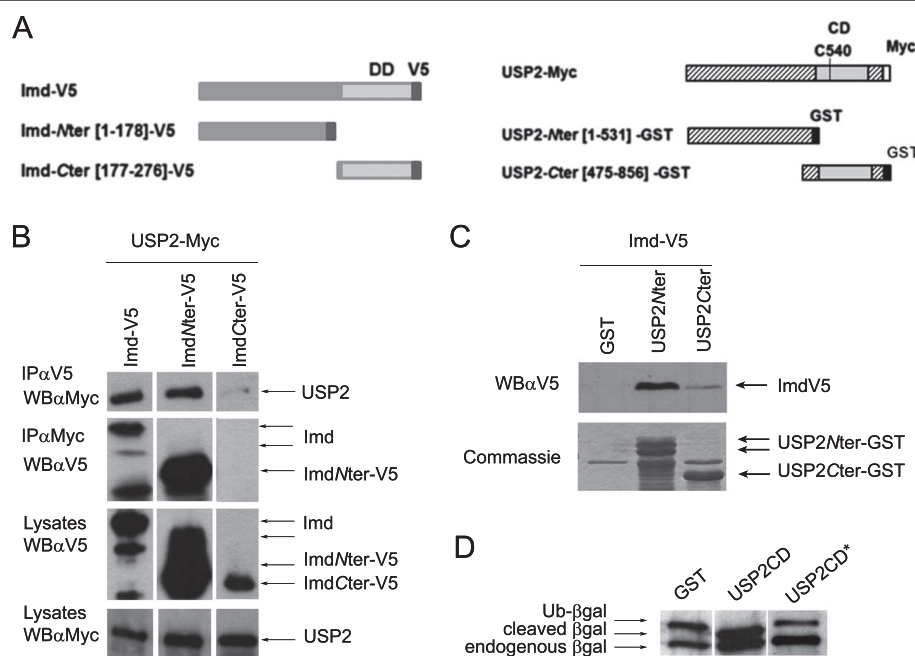 A
DD V5
Imd-V5
Imd-Nter [1-178]-V5
Imd-Cter [177-276]-V5
CD
C540
Myc
USP2-Myc
GST
USP2-Nter [1-531] -GST
GST
USP2-Cter [475-856] -GST
B
USP2-Myc
Imd-V5
ImdNter-V5
ImdCter-V5
IPαV5
WBαMyc
USP2
IPαMyc
WBαV5
Imd
ImdNter-V5
Lysates
WBαV5
Imd
ImdNter-V5
ImdCter-V5
Lysates
WBαMyc
USP2
C
Imd-V5
GST
USP2Nter
USP2Cter
WBαV5
ImdV5
Commassie
USP2Nter-GST
USP2Cter-GST
D
GST
USP2CD
USP2CD*
Ub-βgal
cleaved βgal
endogenous βgal